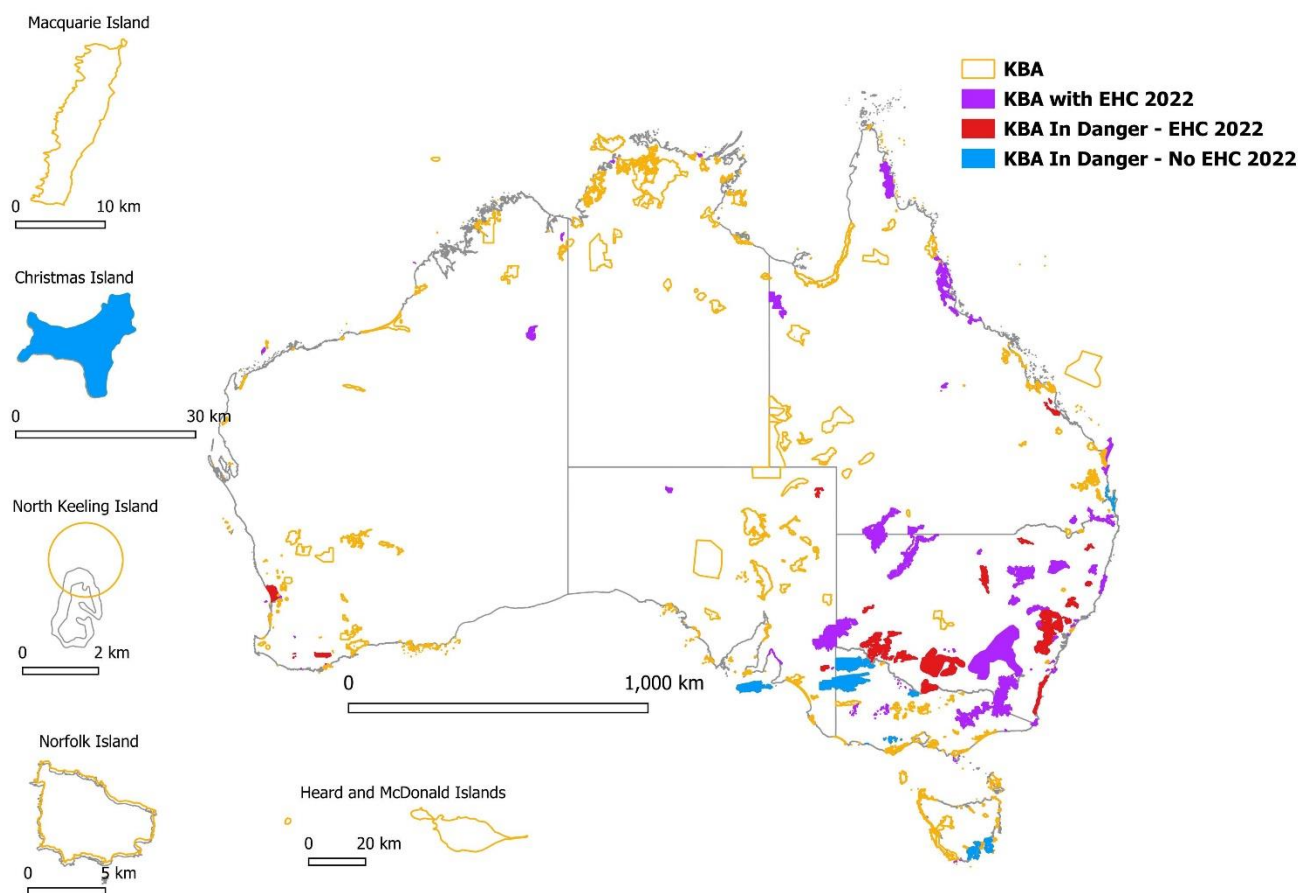 Macquarie Island
0 10 km
Christmas Island
0 30 km
North Keeling Island
0 2 km
Norfolk Island
0 5 km
Heard and McDonald Islands
0 20 km
0 1,000 km
KBA
KBA with EHC 2022
KBA In Danger - EHC 2022
KBA In Danger - No EHC 2022